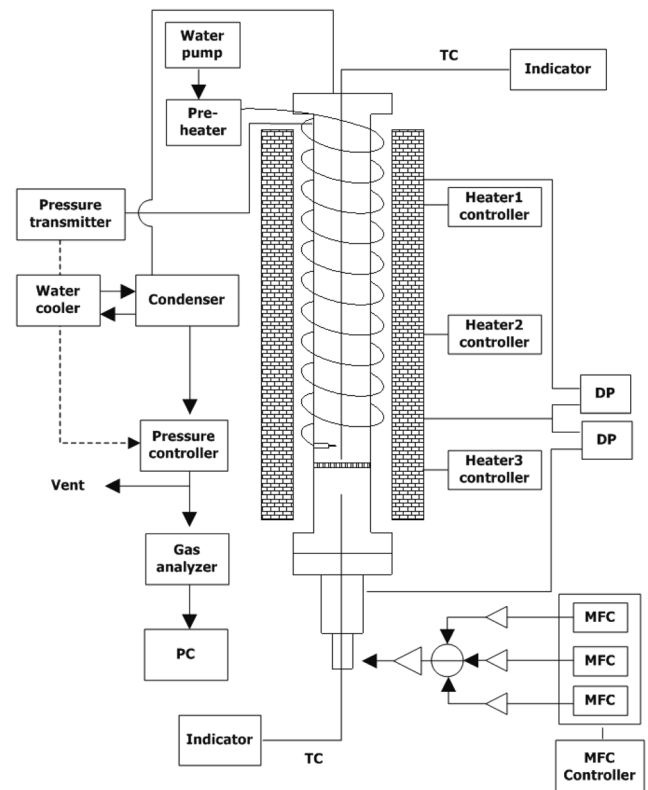 Water
pump
TC
Indicator
Pre-
heater
Pressure
transmitter
Heater1
controller
Water
cooler
Condenser
Heater2
controller
DP
DP
Pressure
controller
Heater3
controller
Vent
Gas
analyzer
MFC
PC
MFC
MFC
Indicator
TC
MFC
Controller